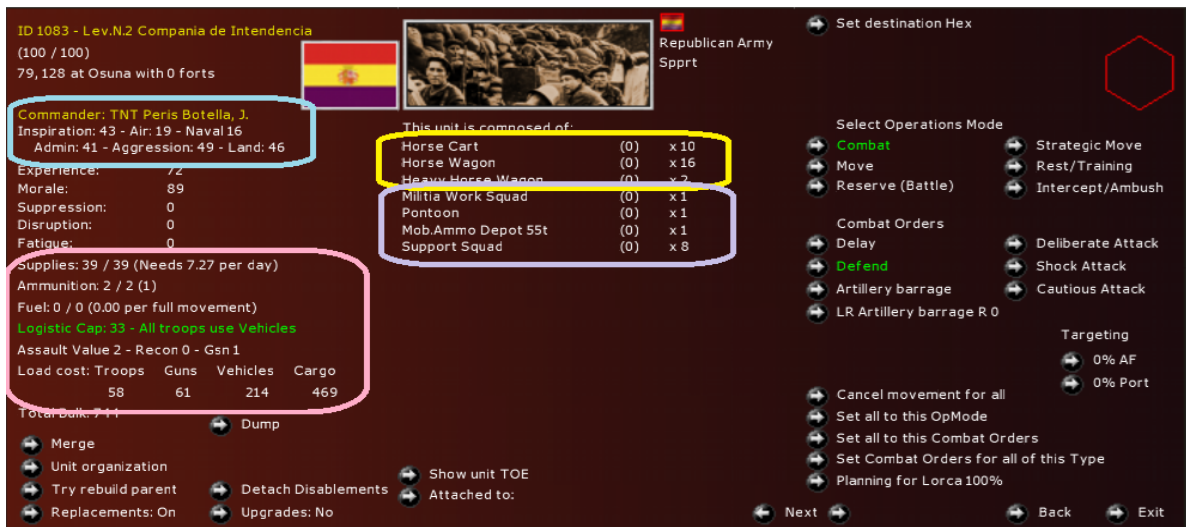 ID 1083 - Lev.N.2 Compania de Intendencia
(100 / 100)
79, 128 at Osuna with 0 forts
Commander: TNT Peris Botella, J.
Inspiration: 43 - Air: 19 - Naval 16
Admin: 41 - Aggression: 49 - Land: 46
Experience: 72
Morale: 89
Suppression: 0
Disruption: 0
Fatigue: 0
Supplies: 39 / 39 (Needs 7.27 per day)
Ammunition: 2 / 2 (1)
Fuel: 0 / 0 (0.00 per full movement)
Logistic Cap: 33 - All troops use Vehicles
Assault Value 2 - Recon 0 - Gsn 1
Load cost: Troops Guns Vehicles Cargo
58 61 214 469
Total Bulk: 744
Dump
Merge
Unit organization
Try rebuild parent
Detach Disablements
Replacements: On
Upgrades: No
Republican Army
Spprt
This unit is composed of:
Horse Cart (0) x 10
Horse Wagon (0) x 16
Heavy Horse Wagon (0) x 2
Militia Work Squad (0) x 1
Pontoon (0) x 1
Mob.Ammo Depot 55t (0) x 1
Support Squad (0) x 8
Show unit TOE
Attached to:
Set destination Hex
Select Operations Mode
Combat Strategic Move
Move Rest/Training
Reserve (Battle) Intercept/Ambush
Combat Orders
Delay Deliberate Attack
Defend Shock Attack
Artillery barrage Cautious Attack
LR Artillery barrage R 0
Targeting
0% AF
0% Port
Cancel movement for all
Set all to this OpMode
Set all to this Combat Orders
Set Combat Orders for all of this Type
Planning for Lorca 100%
Next Back Exit